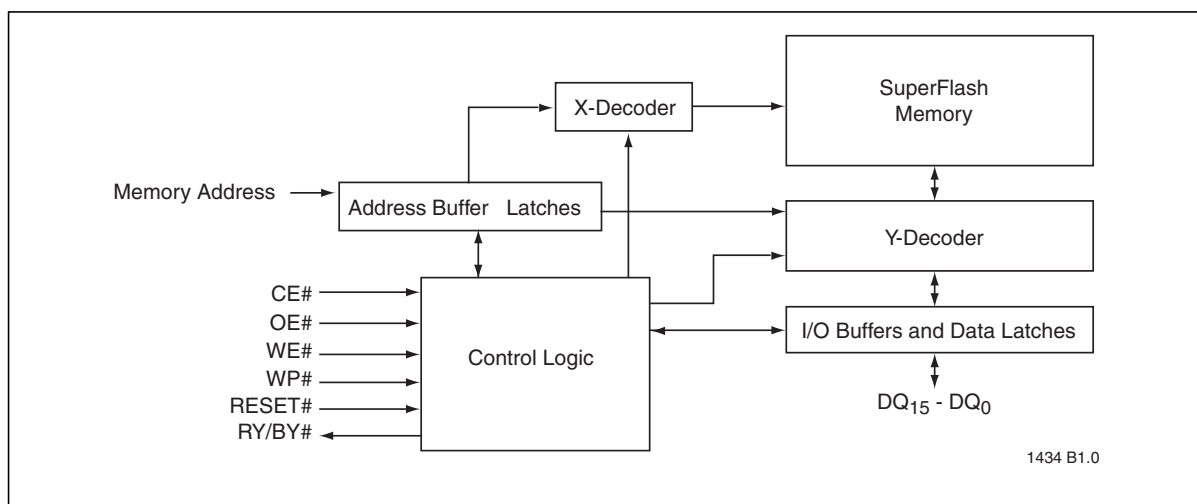 SuperFlash
Memory
X-Decoder
Memory Address
Address Buffer Latches
Y-Decoder
CE#
OE#
WE#
WP#
RESET#
RY/BY#
Control Logic
I/O Buffers and Data Latches
DQ15 - DQ0
1434 B1.0